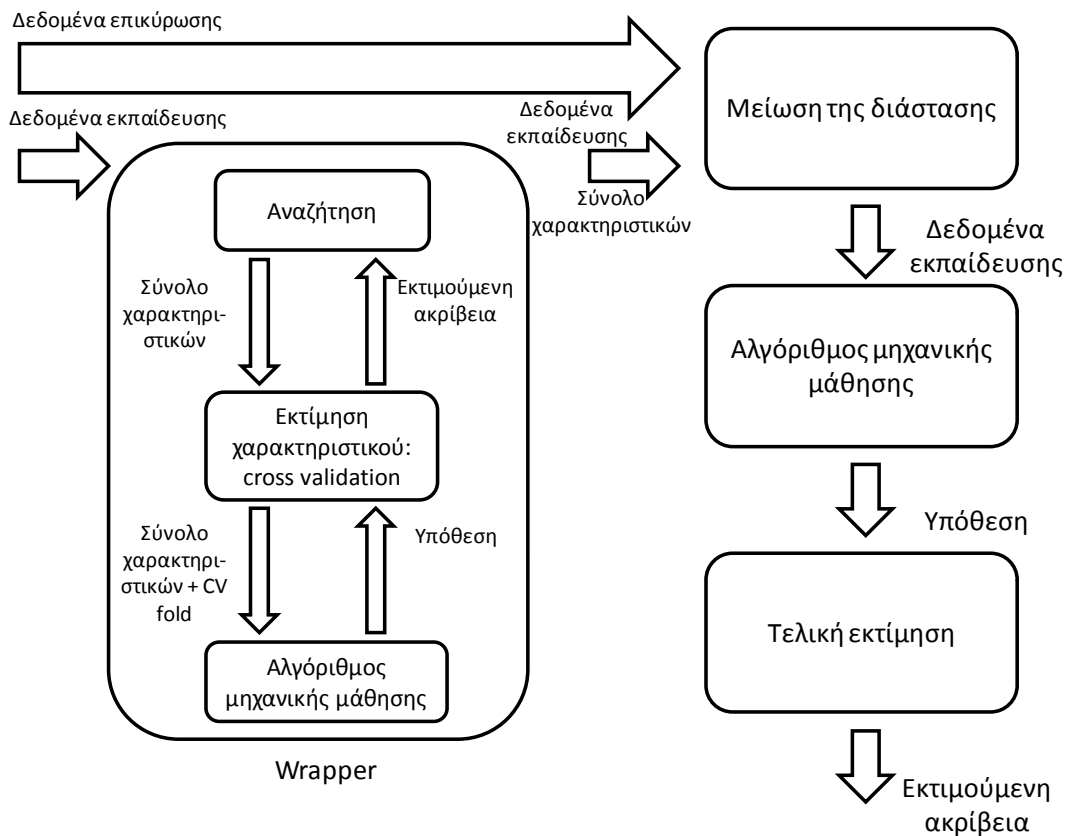 Δεδομένα επικύρωσης
Μείωση της διάστασης
Δεδομένα εκπαίδευσης
Δεδομένα
εκπαίδευσης
Σύνολο
χαρακτηριστικών
Αναζήτηση
Σύνολο
χαρακτηρι-
στικών
Εκτιμούμενη
ακρίβεια
Εκτίμηση
χαρακτηριστικού:
cross validation
Σύνολο
χαρακτηρι-
στικών + CV
fold
Υπόθεση
Αλγόριθμος
μηχανικής μάθησης
Wrapper
Δεδομένα
εκπαίδευσης
Αλγόριθμος μηχανικής
μάθησης
Υπόθεση
Τελική εκτίμηση
Εκτιμούμενη
ακρίβεια